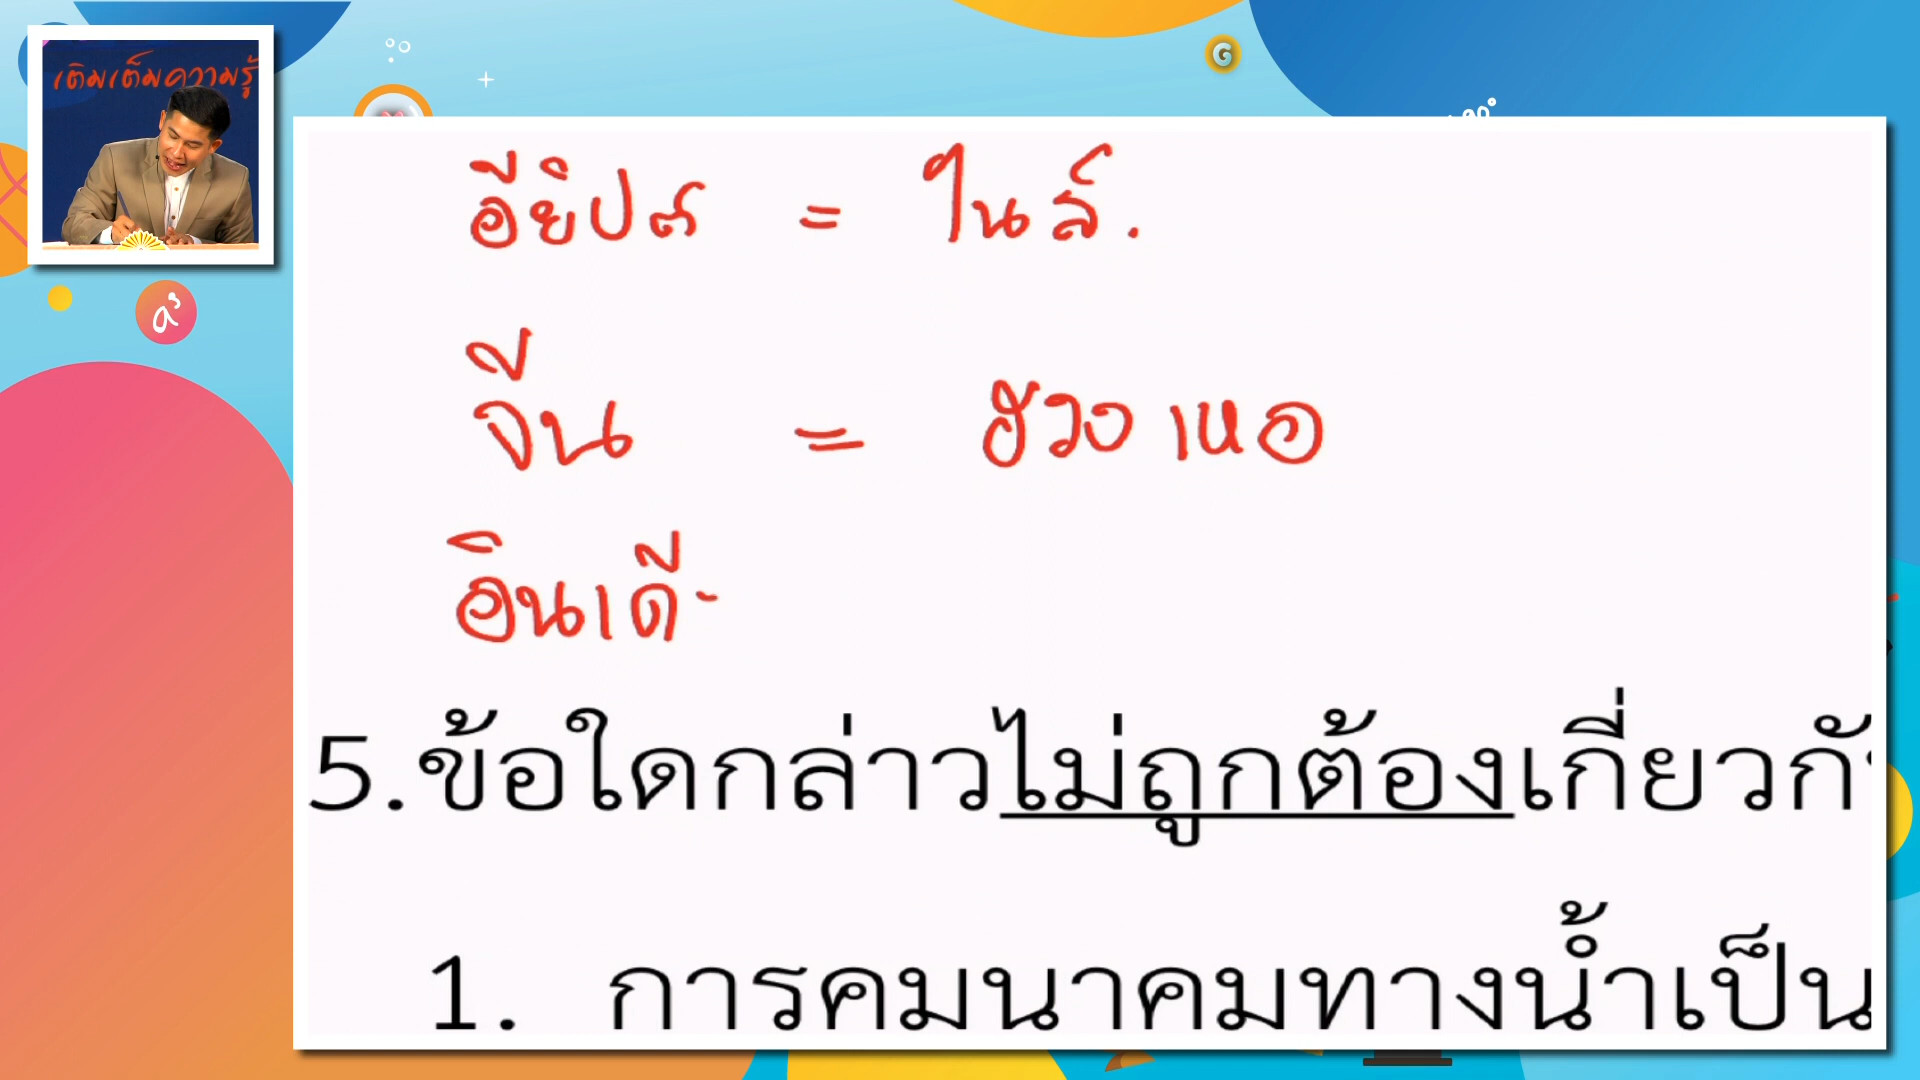 เติมเต็มความรู้
G
a³
อียิปต์ = ไนล์.
จีน = ฮวงเหอ
อินเดี
5.ข้อใดกล่าวไม่ถูกต้องเกี่ยวกั
1. การคมนาคมทางน้ำเป็น